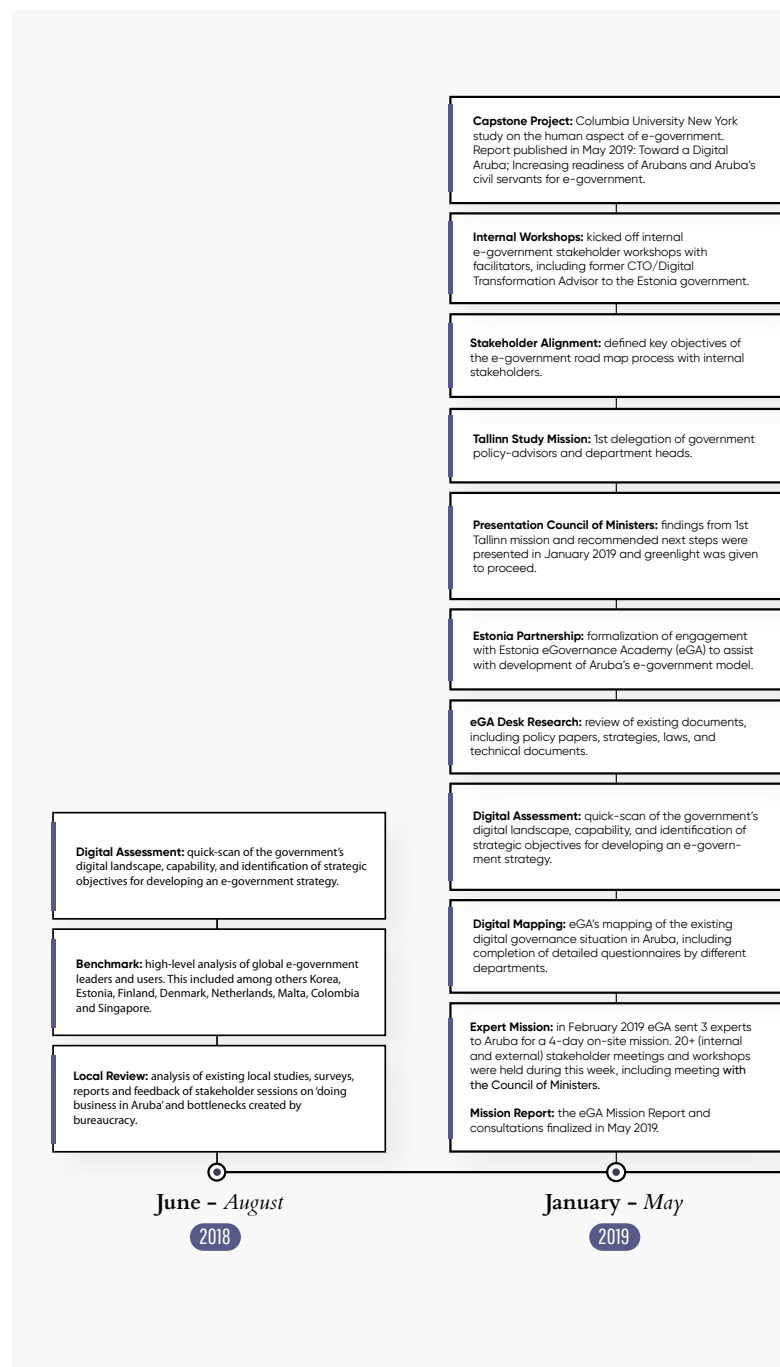 Capstone Project: Columbia University New York
study on the human aspect of e-government.
Report published in May 2019: Toward a Digital
Aruba; Increasing readiness of Arubans and Aruba's
civil servants for e-government.
Internal Workshops: kicked off internal
e-government stakeholder workshops with
facilitators, including former CTO/Digital
Transformation Advisor to the Estonia government.
Stakeholder Alignment: defined key objectives of
the e-government road map process with internal
stakeholders.
Tallinn Study Mission: 1st delegation of government
policy-advisors and department heads.
Presentation Council of Ministers: findings from 1st
Tallinn mission and recommended next steps were
presented in January 2019 and greenlight was given
to proceed.
Estonia Partnership: formalization of engagement
with Estonia eGovernance Academy (eGA) to assist
with development of Aruba's e-government model.
eGA Desk Research: review of existing documents,
including policy papers, strategies, laws, and
technical documents.
Digital Assessment: quick-scan of the government's
digital landscape, capability, and identification of
strategic objectives for developing an e-govern-
ment strategy.
Digital Mapping: eGA's mapping of the existing
digital governance situation in Aruba, including
completion of detailed questionnaires by different
departments.
Expert Mission: in February 2019 eGA sent 3 experts
to Aruba for a 4-day on-site mission. 20+ (internal
and external) stakeholder meetings and workshops
were held during this week, including meeting with
the Council of Ministers.
Mission Report: the eGA Mission Report and
consultations finalized in May 2019.
Digital Assessment: quick-scan of the government's
digital landscape, capability, and identification of strategic
objectives for developing an e-government strategy.
Benchmark: high-level analysis of global e-government
leaders and users. This included among others Korea,
Estonia, Finland, Denmark, Netherlands, Malta, Colombia
and Singapore.
Local Review: analysis of existing local studies, surveys,
reports and feedback of stakeholder sessions on 'doing
business in Aruba' and bottlenecks created by
bureaucracy.
June – August
2018
January – May
2019